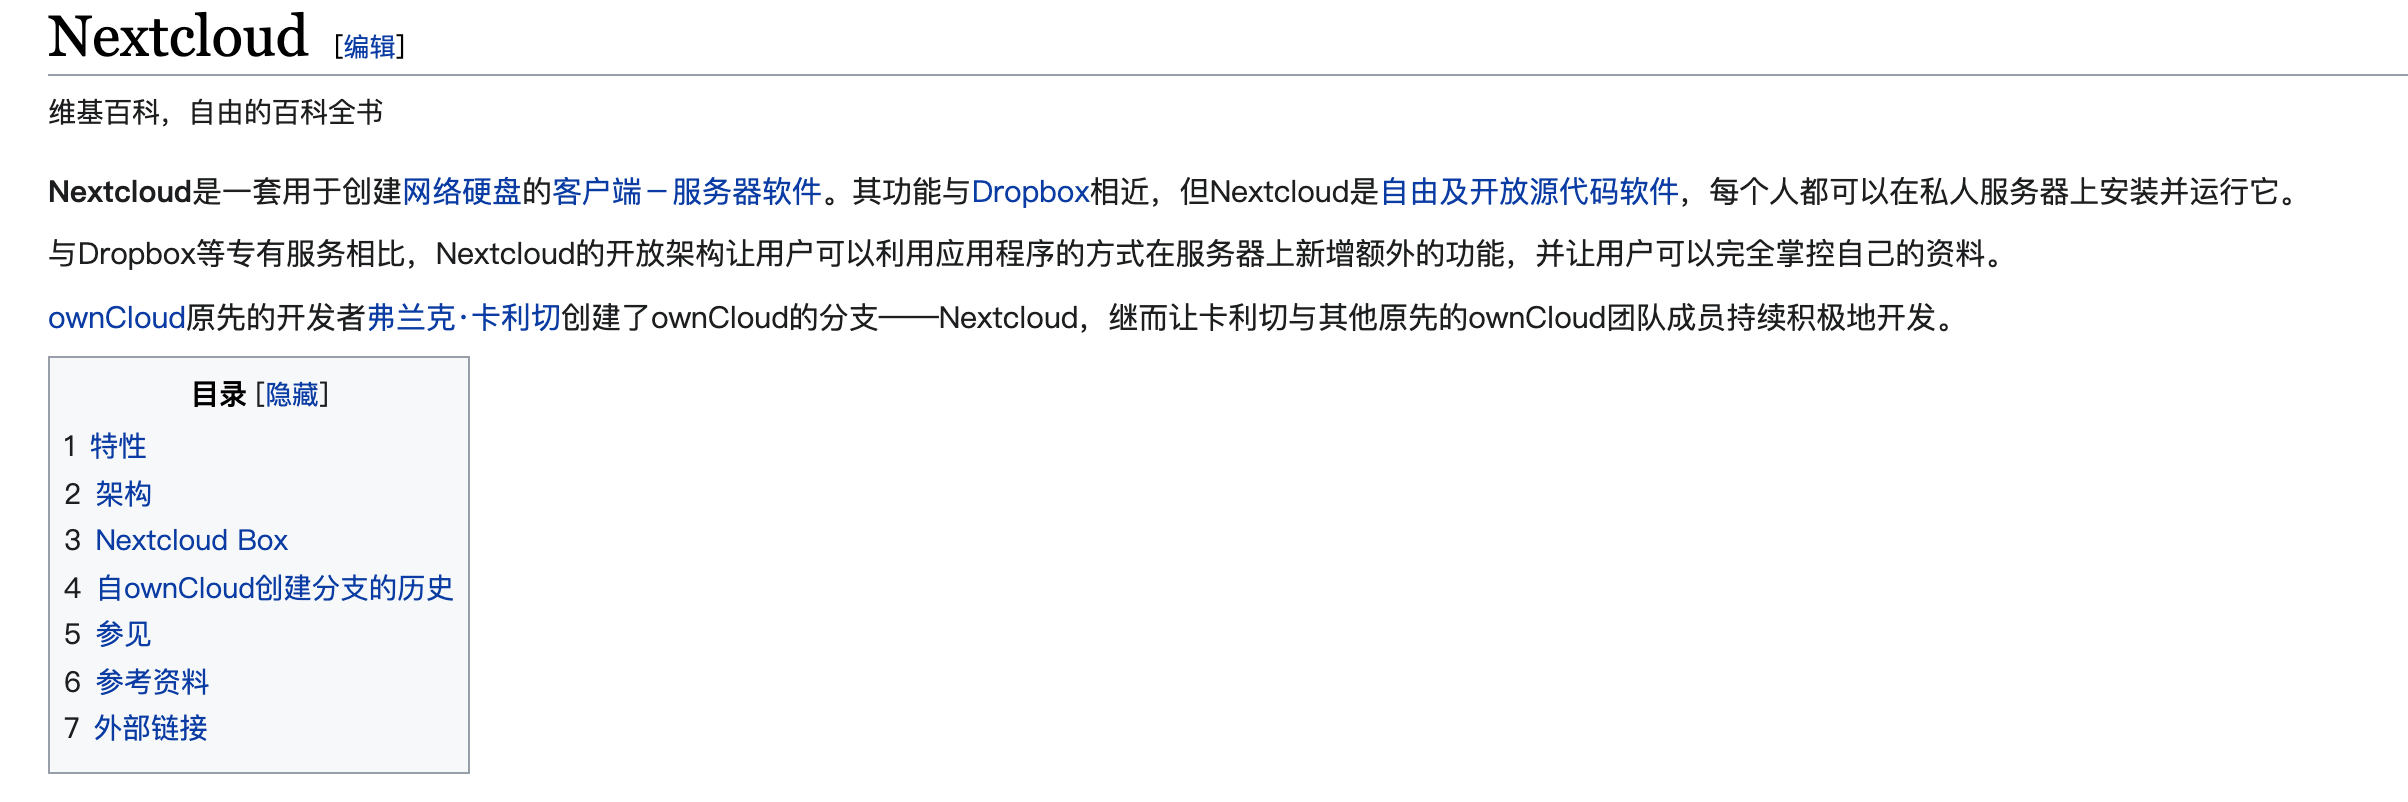 Nextcloud [编辑]
维基百科，自由的百科全书
Nextcloud是一套用于创建网络硬盘的客户端－服务器软件。其功能与Dropbox相近，但Nextcloud是自由及开放源代码软件，每个人都可以在私人服务器上安装并运行它。
与Dropbox等专有服务相比，Nextcloud的开放架构让用户可以利用应用程序的方式在服务器上新增额外的功能，并让用户可以完全掌控自己的资料。
ownCloud原先的开发者弗兰克·卡利切创建了ownCloud的分支——Nextcloud，继而让卡利切与其他原先的ownCloud团队成员持续积极地开发。
目录 [隐藏]
1 特性
2 架构
3 Nextcloud Box
4 自ownCloud创建分支的历史
5 参见
6 参考资料
7 外部链接